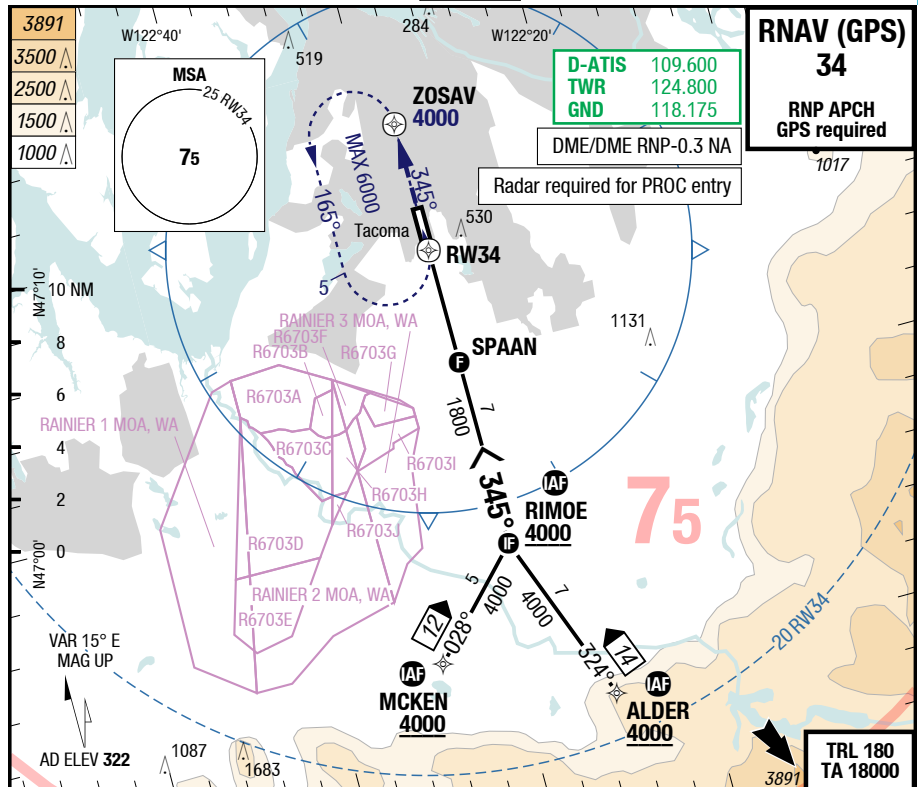 3891
3500
2500
1500
1000
W122°40'
519
284
W122°20'
RNAV (GPS)
34
RNP APCH
GPS required
1017
D-ATIS 109.600
TWR 124.800
GND 118.175
DME/DME RNP-0.3 NA
Radar required for PROC entry
MSA
25 RW34
75
ZOSAV
4000
MAX 6000
345°
165°
5
Tacoma
530
RW34
N47°10'
10 NM
8
6
4
2
0
N47°00'
1131
SPAAN
F
7
1800
345°
RAINIER 3 MOA, WA
R6703F
R6703B
R6703G
R6703A
RAINIER 1 MOA, WA
R6703C
R6703I
R6703H
R6703J
R6703D
RAINIER 2 MOA, WA
R6703E
IAF
RIMOE
4000
IF
75
5
4000
7
4000
12
028°
324°
14
IAF
MCKEN
4000
IAF
ALDER
4000
20 RW34
VAR 15° E
MAG UP
AD ELEV 322
1087
1683
3891
TRL 180
TA 18000